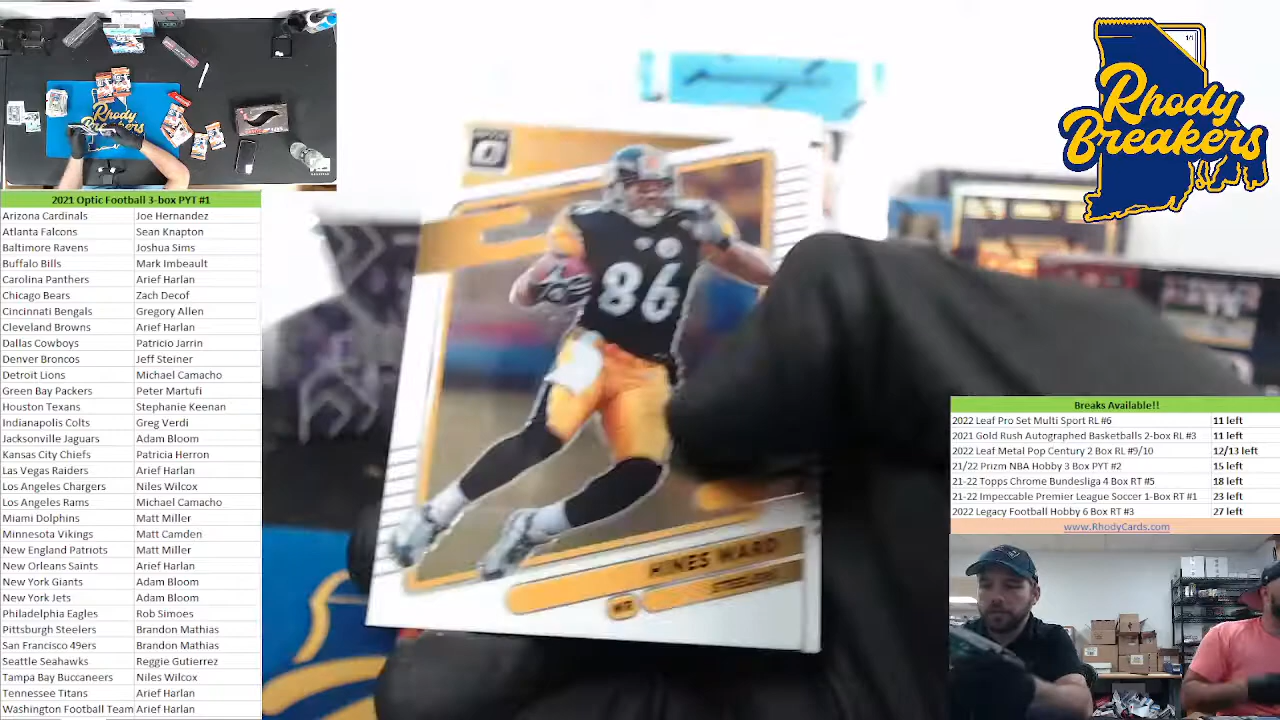 Rhody
Breakers
1/1
Rhody
Breakers
2021 Optic Football 3-box PYT #1
Arizona Cardinals Joe Hernandez
Atlanta Falcons Sean Knapton
Baltimore Ravens Joshua Sims
Buffalo Bills Mark Imbeault
Carolina Panthers Arief Harlan
Chicago Bears Zach Decof
Cincinnati Bengals Gregory Allen
Cleveland Browns Arief Harlan
Dallas Cowboys Patricio Jarrin
Denver Broncos Jeff Steiner
Detroit Lions Michael Camacho
Green Bay Packers Peter Martufi
Houston Texans Stephanie Keenan
Indianapolis Colts Greg Verdi
Jacksonville Jaguars Adam Bloom
Kansas City Chiefs Patricia Herron
Las Vegas Raiders Arief Harlan
Los Angeles Chargers Niles Wilcox
Los Angeles Rams Michael Camacho
Miami Dolphins Matt Miller
Minnesota Vikings Matt Camden
New England Patriots Matt Miller
New Orleans Saints Arief Harlan
New York Giants Adam Bloom
New York Jets Adam Bloom
Philadelphia Eagles Rob Simoes
Pittsburgh Steelers Brandon Mathias
San Francisco 49ers Brandon Mathias
Seattle Seahawks Reggie Gutierrez
Tampa Bay Buccaneers Niles Wilcox
Tennessee Titans Arief Harlan
Washington Football Team Arief Harlan
86
HINES WARD
STEELERS
WR
Breaks Available!!
2022 Leaf Pro Set Multi Sport RL #6 11 left
2021 Gold Rush Autographed Basketballs 2-box RL #3 11 left
2022 Leaf Metal Pop Century 2 Box RL #9/10 12/13 left
21/22 Prizm NBA Hobby 3 Box PYT #2 15 left
21-22 Topps Chrome Bundesliga 4 Box RT #5 18 left
21-22 Impeccable Premier League Soccer 1-Box RT #1 23 left
2022 Legacy Football Hobby 6 Box RT #3 27 left
www.RhodyCards.com